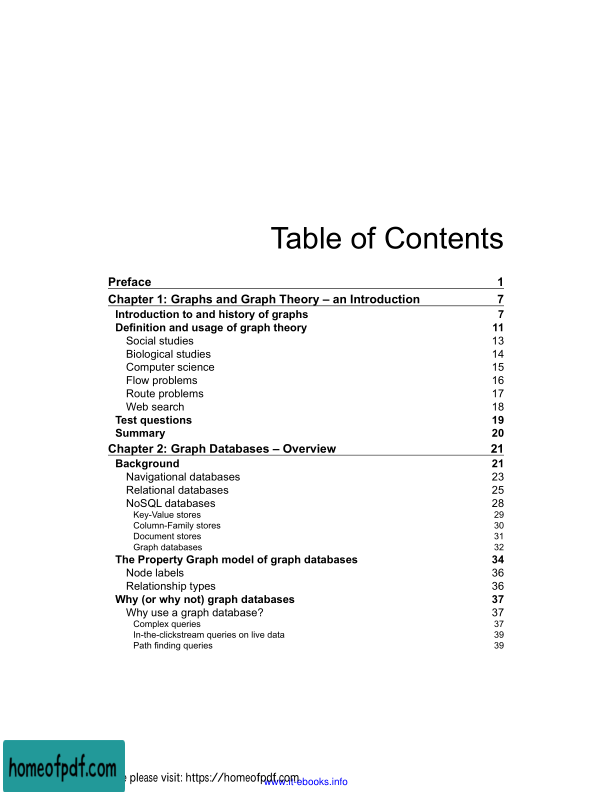 Table of Contents
Preface 1
Chapter 1: Graphs and Graph Theory – an Introduction 7
Introduction to and history of graphs 7
Definition and usage of graph theory 11
Social studies 13
Biological studies 14
Computer science 15
Flow problems 16
Route problems 17
Web search 18
Test questions 19
Summary 20
Chapter 2: Graph Databases – Overview 21
Background 21
Navigational databases 23
Relational databases 25
NoSQL databases 28
Key-Value stores 29
Column-Family stores 30
Document stores 31
Graph databases 32
The Property Graph model of graph databases 34
Node labels 36
Relationship types 36
Why (or why not) graph databases 37
Why use a graph database? 37
Complex queries 37
In-the-clickstream queries on live data 39
Path finding queries 39
homeofpdf.com
please visit: https://homeofpdf.com
www.it-ebooks.info